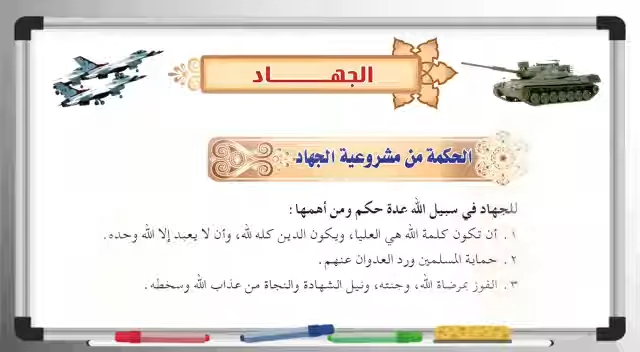 الجهاد
الحكمة من مشروعية الجهاد
للجهاد في سبيل الله عدة حكم ومن أهمها :
١ . أن تكون كلمة الله هي العليا، ويكون الدين كله لله، وأن لا يعبد إلا الله وحده .
٢ . حماية المسلمين ورد العدوان عنهم .
٣ . الفوز بمرضاة الله، وجنته، ونيل الشهادة والنجاة من عذاب الله وسخطه .